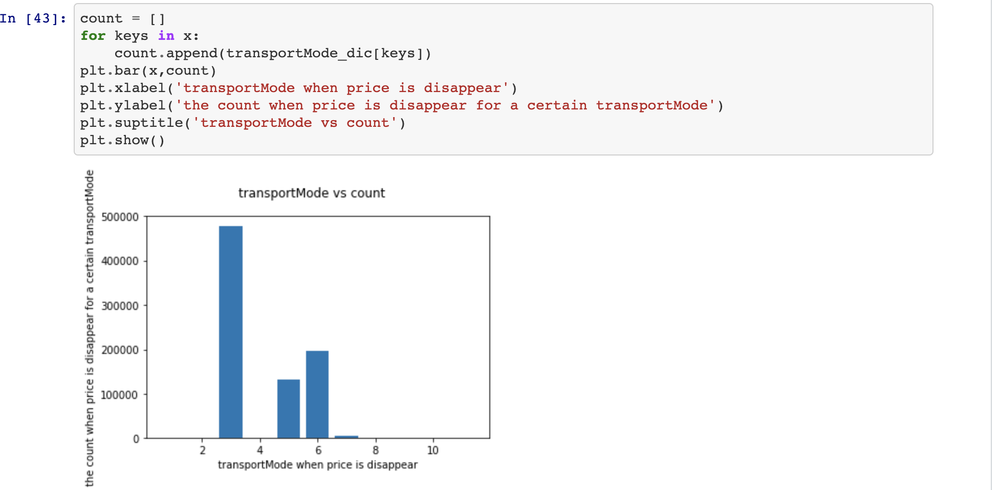 In [43]:
count = []
for keys in x:
    count.append(transportMode_dic[keys])
plt.bar(x,count)
plt.xlabel('transportMode when price is disappear')
plt.ylabel('the count when price is disappear for a certain transportMode')
plt.suptitle('transportMode vs count')
plt.show()
transportMode vs count
the count when price is disappear for a certain transportMode
500000
400000
300000
200000
100000
0
2 4 6 8 10
transportMode when price is disappear